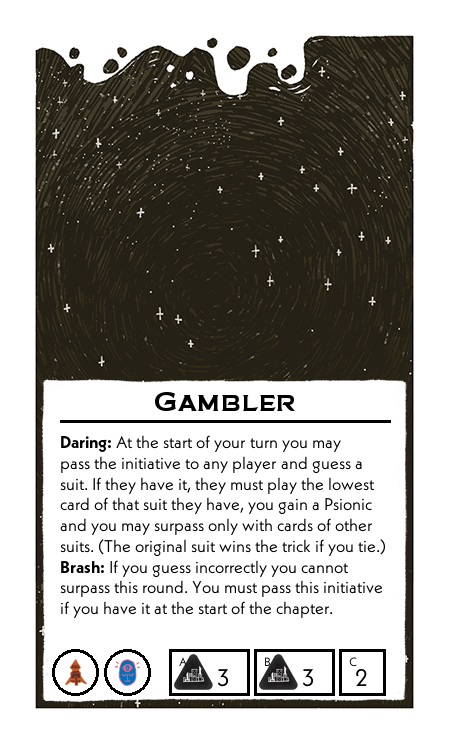 GAMBLER
Daring: At the start of your turn you may
pass the initiative to any player and guess a
suit. If they have it, they must play the lowest
card of that suit they have, you gain a Psionic
and you may surpass only with cards of other
suits. (The original suit wins the trick if you tie.)
Brash: If you guess incorrectly you cannot
surpass this round. You must pass this initiative
if you have it at the start of the chapter.
A 3 B 3 C 2